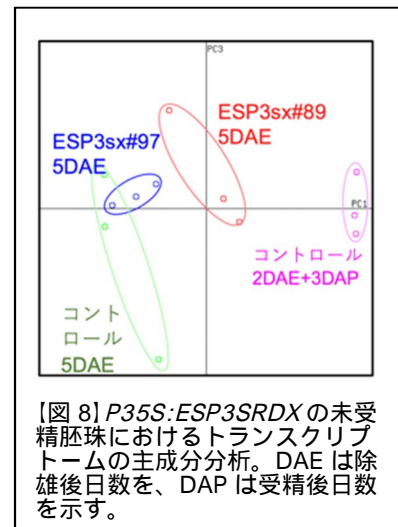 PC3
ESP3sx#89
5DAE
ESP3sx#97
5DAE
PC1
コントロール
2DAE+3DAP
コント
ロール
5DAE
【図 8】P35S:ESP3SRDX の未受
精胚珠におけるトランスクリプ
トームの主成分分析。DAE は除
雄後日数を、DAP は受精後日数
を示す。